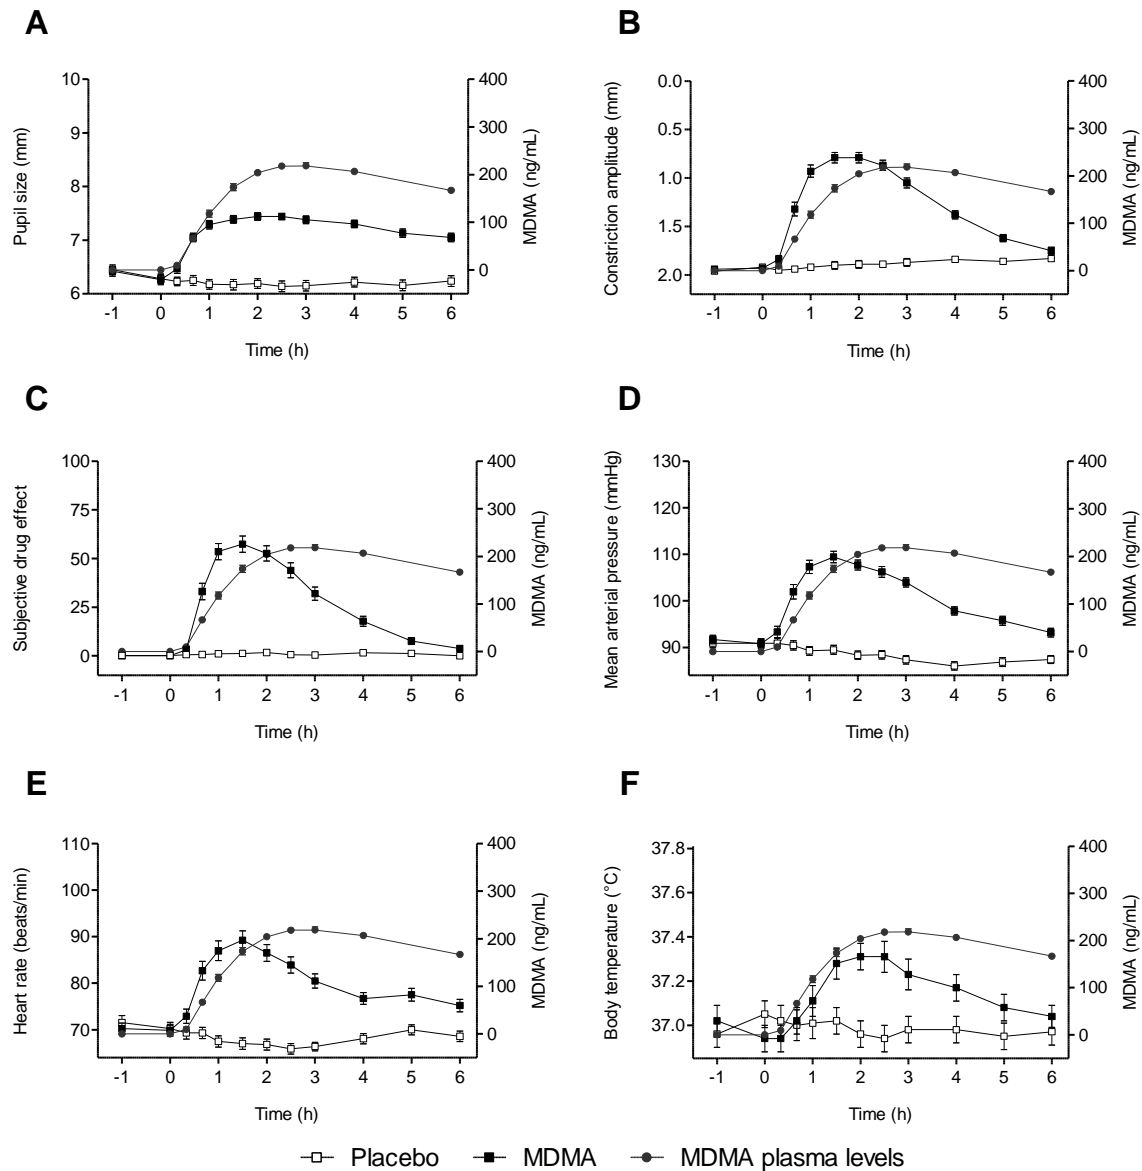 A
B
10
9
8
7
6
Pupil size (mm)
400
300
200
100
0
MDMA (ng/mL)
-1 0 1 2 3 4 5 6
Time (h)
0.0
0.5
1.0
1.5
2.0
Constriction amplitude (mm)
400
300
200
100
0
MDMA (ng/mL)
-1 0 1 2 3 4 5 6
Time (h)
C
D
100
75
50
25
0
Subjective drug effect
400
300
200
100
0
MDMA (ng/mL)
-1 0 1 2 3 4 5 6
Time (h)
130
120
110
100
90
Mean arterial pressure (mmHg)
400
300
200
100
0
MDMA (ng/mL)
-1 0 1 2 3 4 5 6
Time (h)
E
F
110
100
90
80
70
Heart rate (beats/min)
400
300
200
100
0
MDMA (ng/mL)
-1 0 1 2 3 4 5 6
Time (h)
37.8
37.6
37.4
37.2
37.0
Body temperature (°C)
400
300
200
100
0
MDMA (ng/mL)
-1 0 1 2 3 4 5 6
Time (h)
Placebo MDMA MDMA plasma levels